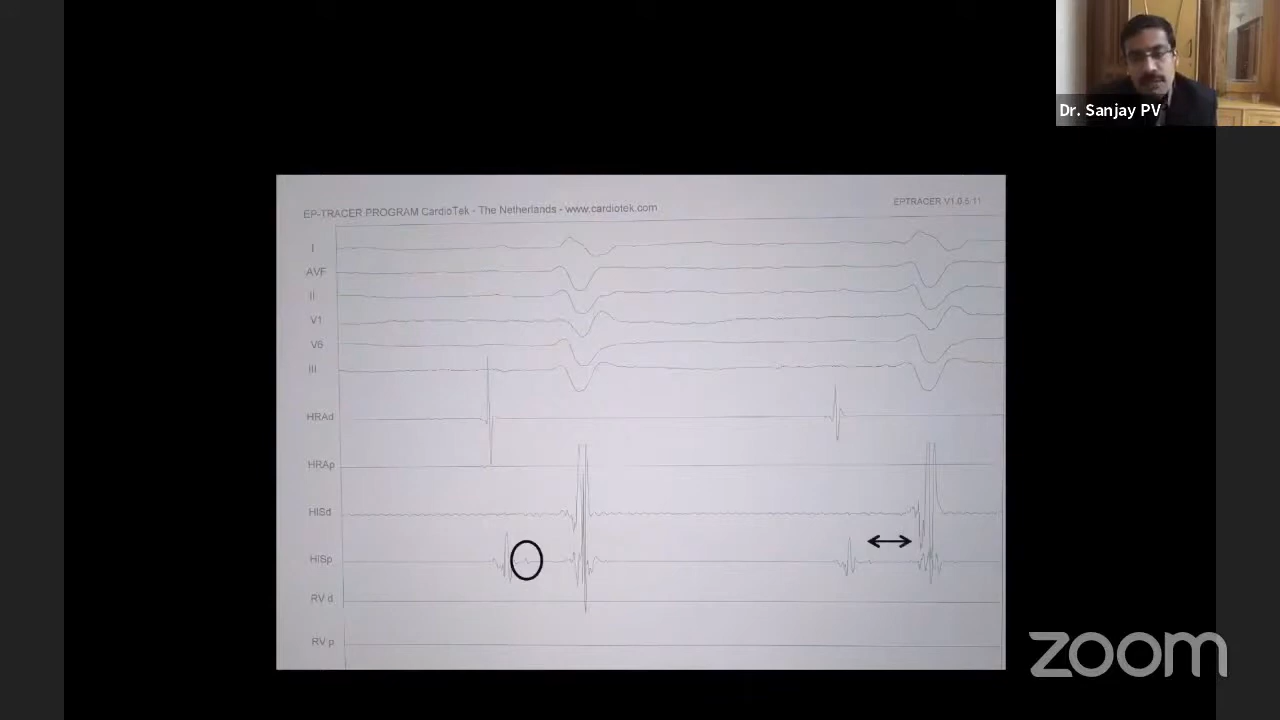 Dr. Sanjay PV
EP-TRACER PROGRAM CardioTek - The Netherlands - www.cardiotek.com
EPTRACER V1.0.5.11
I
AVF
II
V1
V6
III
HRAd
HRAp
HISd
HISp
RV d
RV p
zoom